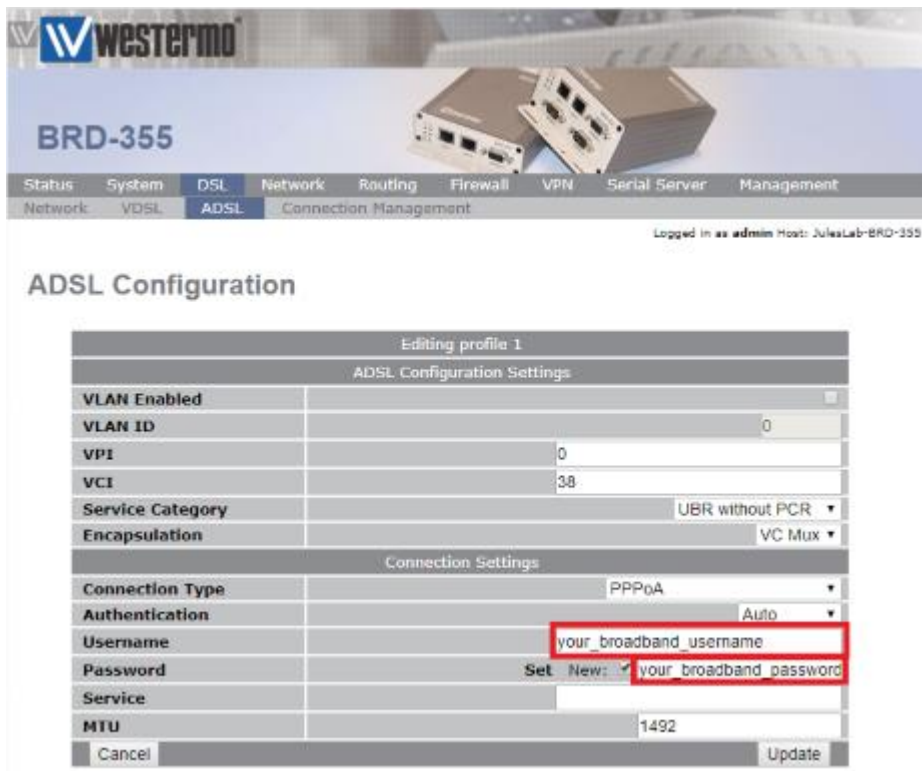 westermo
BRD-355
Status System DSL Network Routing Firewall VPN Serial Server Management
Network VDSL ADSL Connection Management
Logged in as admin Host: JulesLab-BRD-355
ADSL Configuration
Editing profile 1
ADSL Configuration Settings
VLAN Enabled
VLAN ID 0
VPI 0
VCI 38
Service Category UBR without PCR
Encapsulation VC Mux
Connection Settings
Connection Type PPPoA
Authentication Auto
Username your_broadband_username
Password Set New: your_broadband_password
Service
MTU 1492
Cancel Update